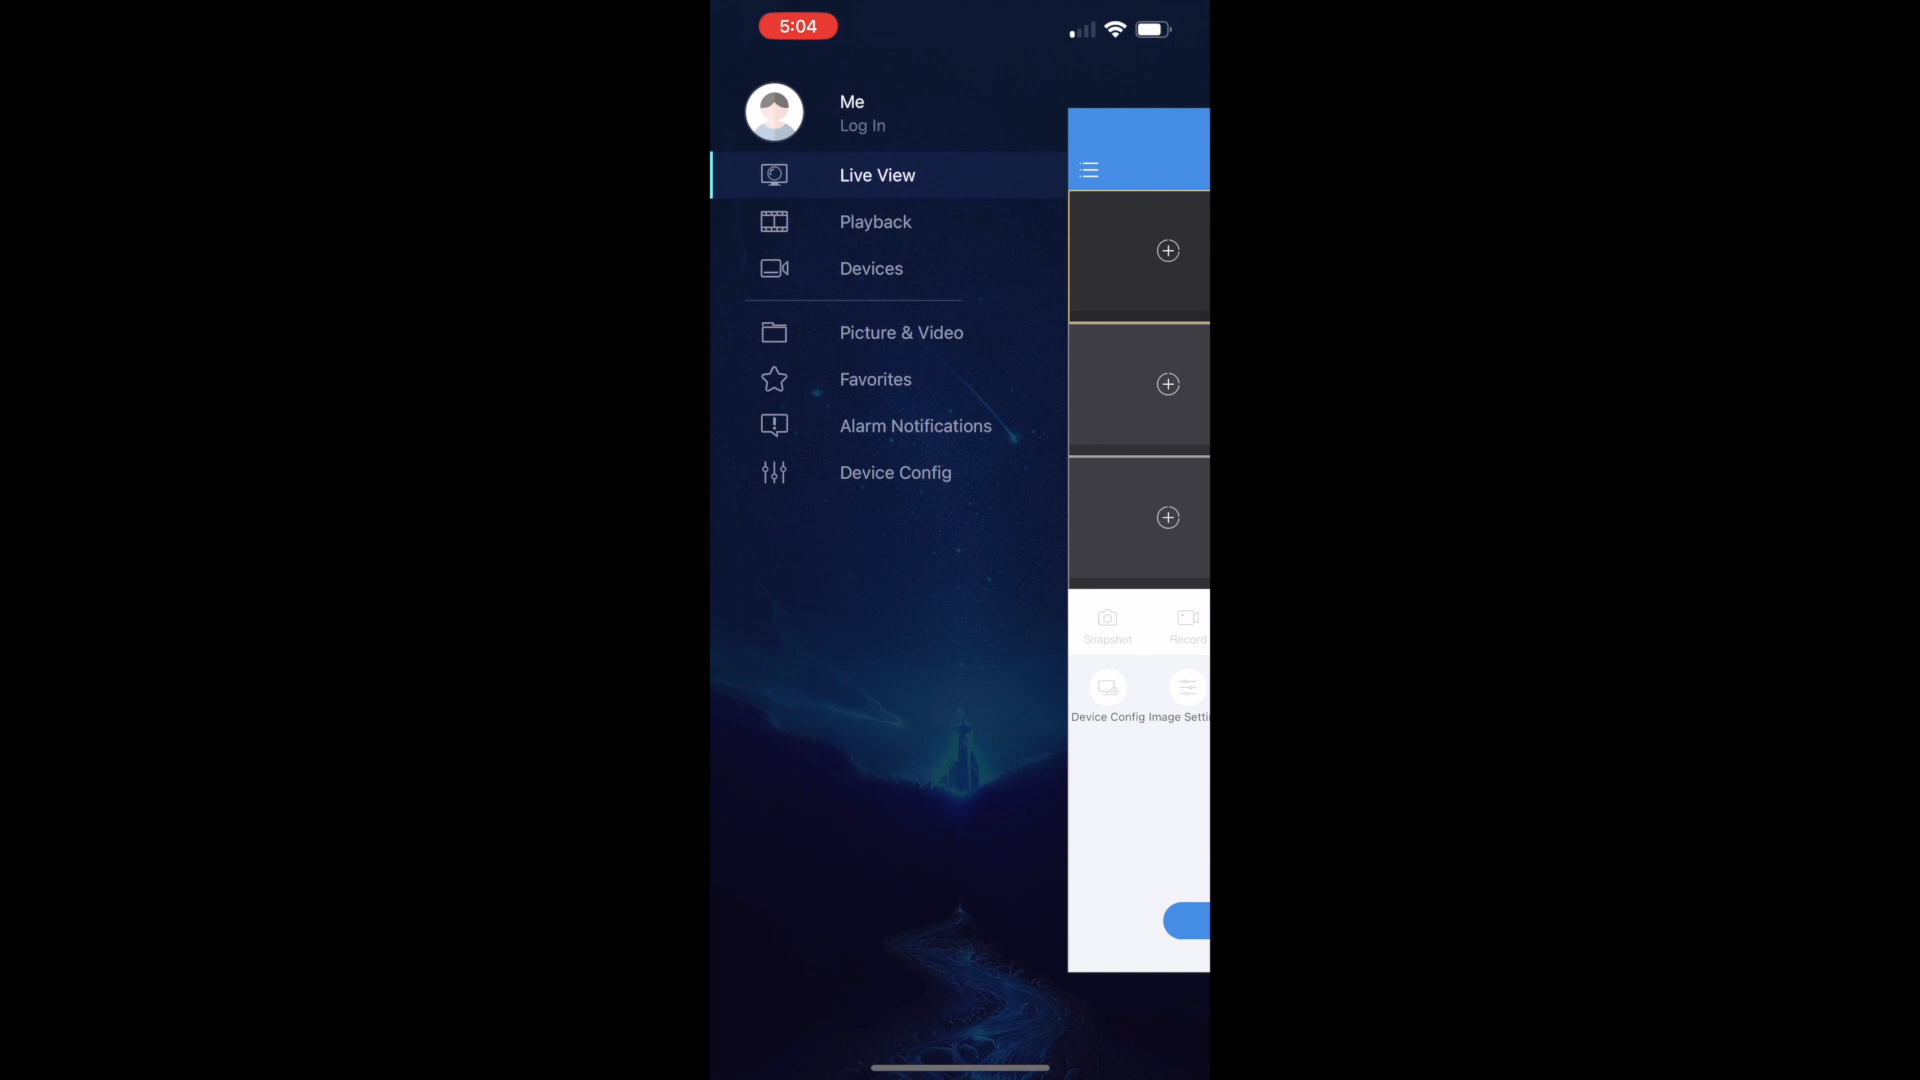 5:04
Me
Log In
Live View
Playback
Devices
Picture & Video
Favorites
Alarm Notifications
Device Config
Snapshot
Record
Device Config
Image Setti